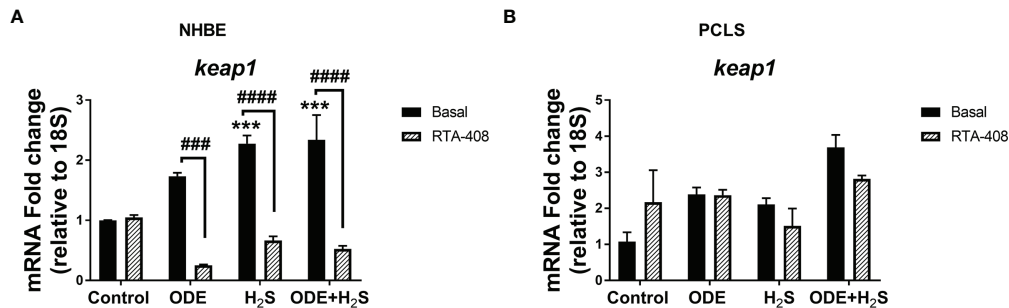 A
NHBE
keap1
mRNA Fold change
(relative to 18S)
3
2
1
0
###
***
####
***
####
Control
ODE
H₂S
ODE+H₂S
Basal
RTA-408
B
PCLS
keap1
mRNA Fold change
(relative to 18S)
5
4
3
2
1
0
Control
ODE
H₂S
ODE+H₂S
Basal
RTA-408